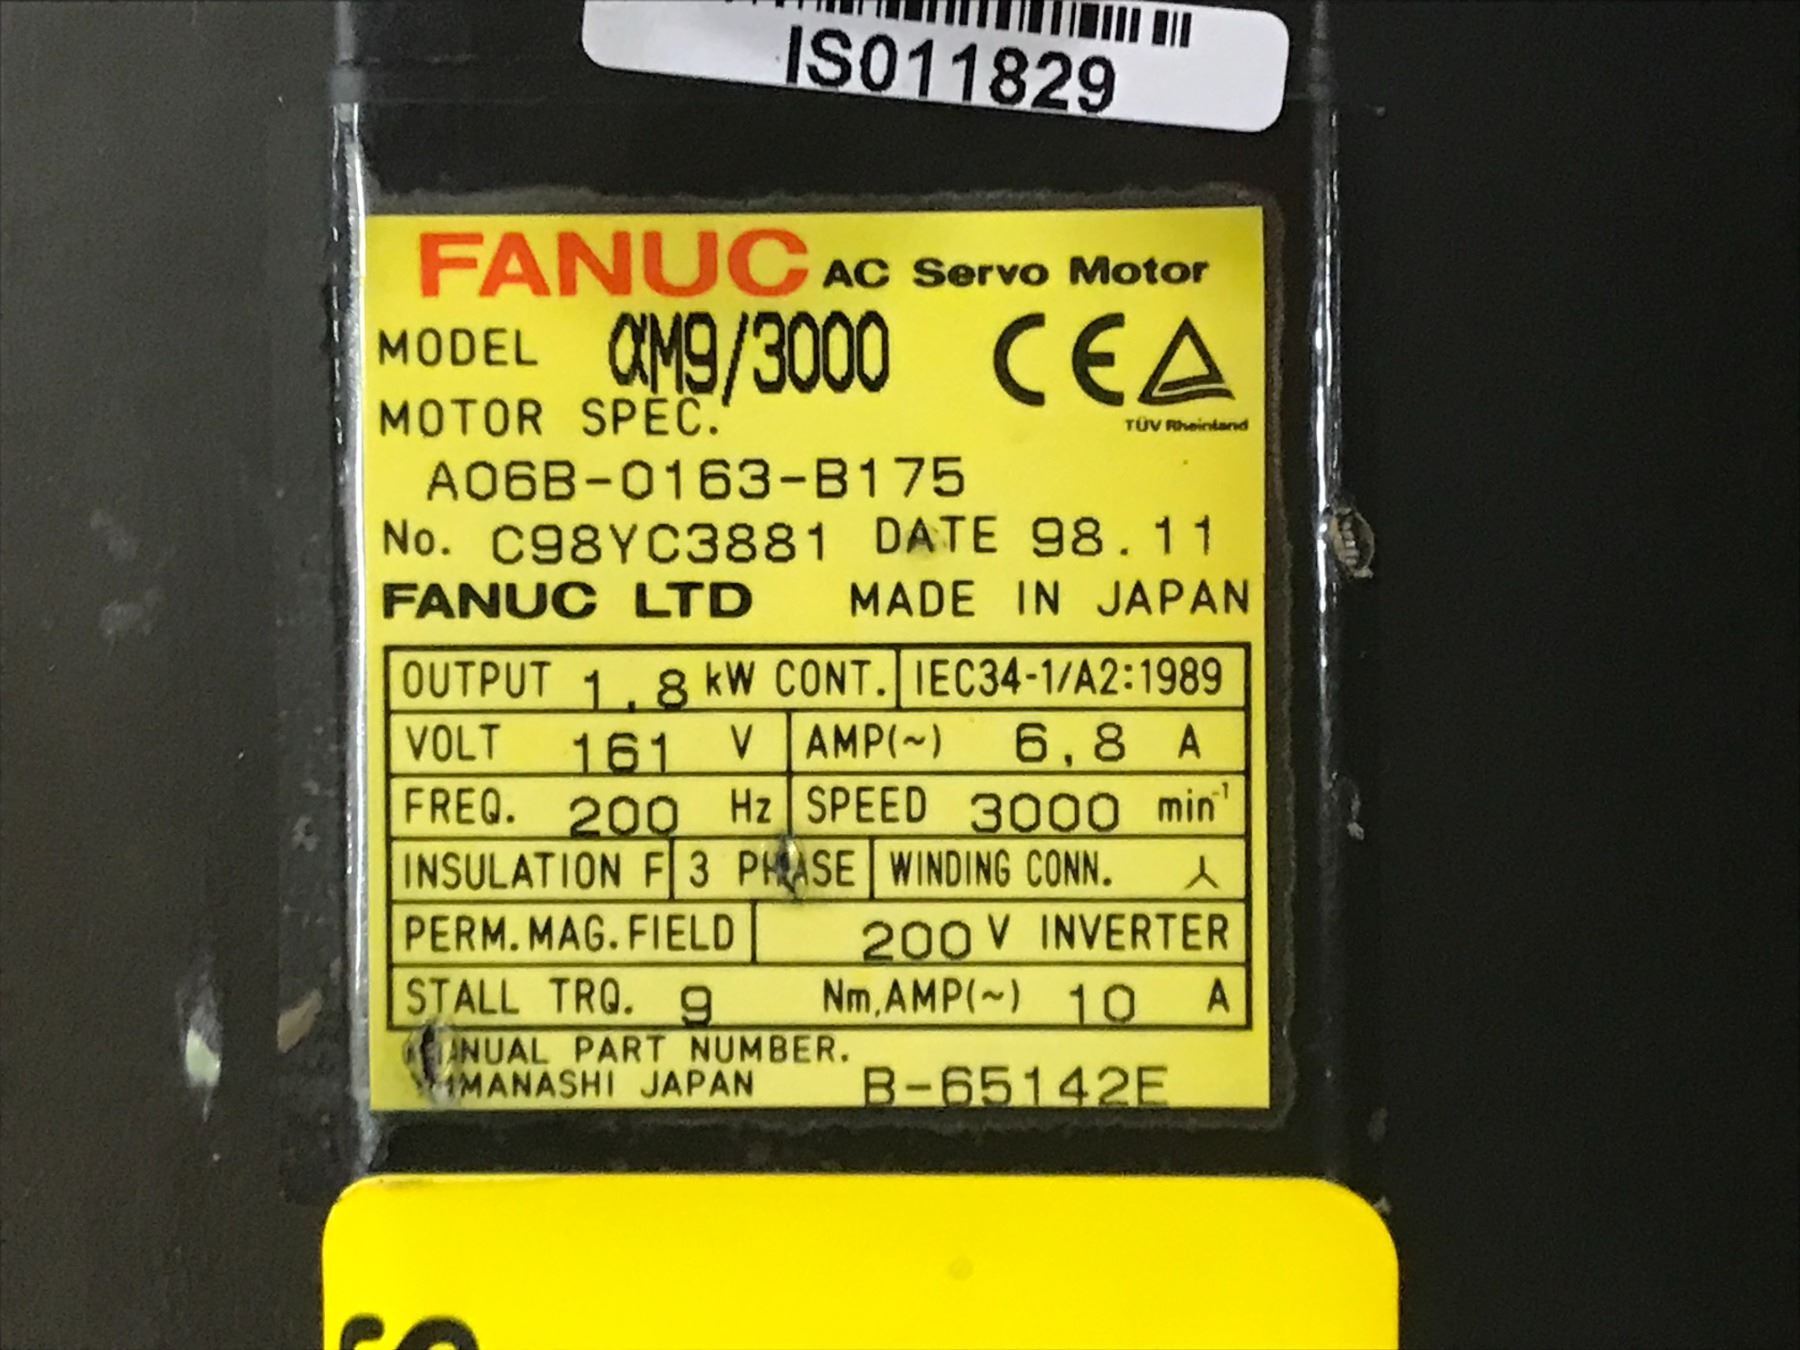 IS011829
FANUC AC Servo Motor
MODEL αM9/3000 CE
TÜV Rheinland
MOTOR SPEC.
A06B-0163-B175
No. C98YC3881 DATE 98.11
FANUC LTD MADE IN JAPAN
OUTPUT 1.8 kW CONT. IEC34-1/A2:1989
VOLT 161 V AMP(~) 6.8 A
FREQ. 200 Hz SPEED 3000 min⁻¹
INSULATION F 3 PHASE WINDING CONN. ⅄
PERM.MAG.FIELD 200 V INVERTER
STALL TRQ. 9 Nm,AMP(~) 10 A
MANUAL PART NUMBER.
YAMANASHI JAPAN B-65142E